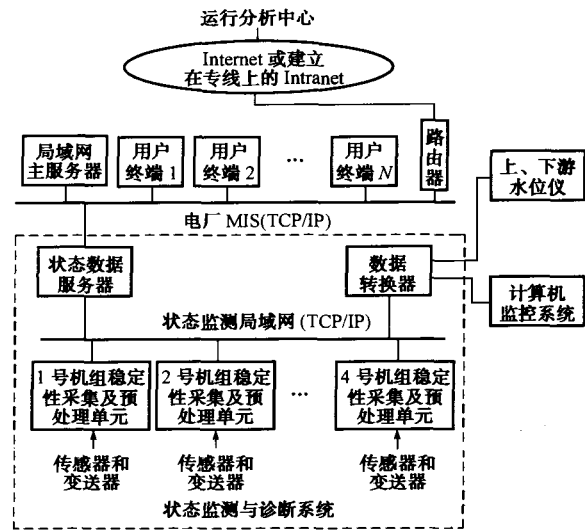 运行分析中心
Internet 或建立
在专线上的 Intranet
局域网
主服务器
用户
终端 1
用户
终端 2
…
用户
终端 N
路由器
上、下游
水位仪
电厂 MIS(TCP/IP)
状态数据
服务器
数据
转换器
计算机
监控系统
状态监测局域网 (TCP/IP)
1 号机组稳定
性采集及预
处理单元
2 号机组稳定
性采集及预
处理单元
…
4 号机组稳定
性采集及预
处理单元
传感器和
变送器
传感器和
变送器
传感器和
变送器
状态监测与诊断系统